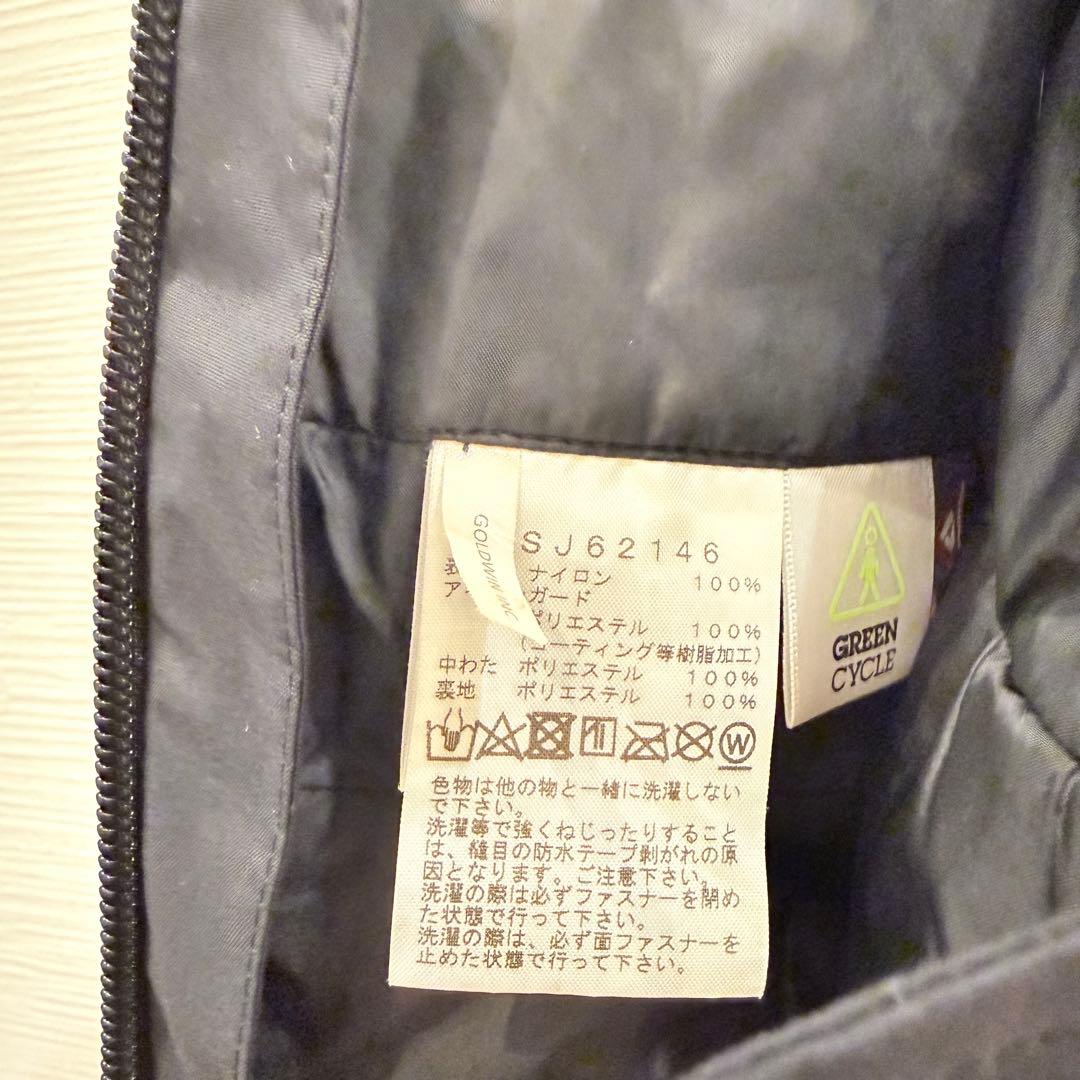 GOLDWIN INC.
SJ62146
表 ナイロン 100%
ア ガード
ポリエステル 100%
(コーティング等樹脂加工)
中わた ポリエステル 100%
裏地 ポリエステル 100%
W
色物は他の物と一緒に洗濯しない
で下さい。
洗濯等で強くねじったりすること
は、縫目の防水テープ剥がれの原
因となります。ご注意下さい。
洗濯の際は必ずファスナーを閉め
た状態で行って下さい。
洗濯の際は、必ず面ファスナーを
止めた状態で行って下さい。
GREEN
CYCLE